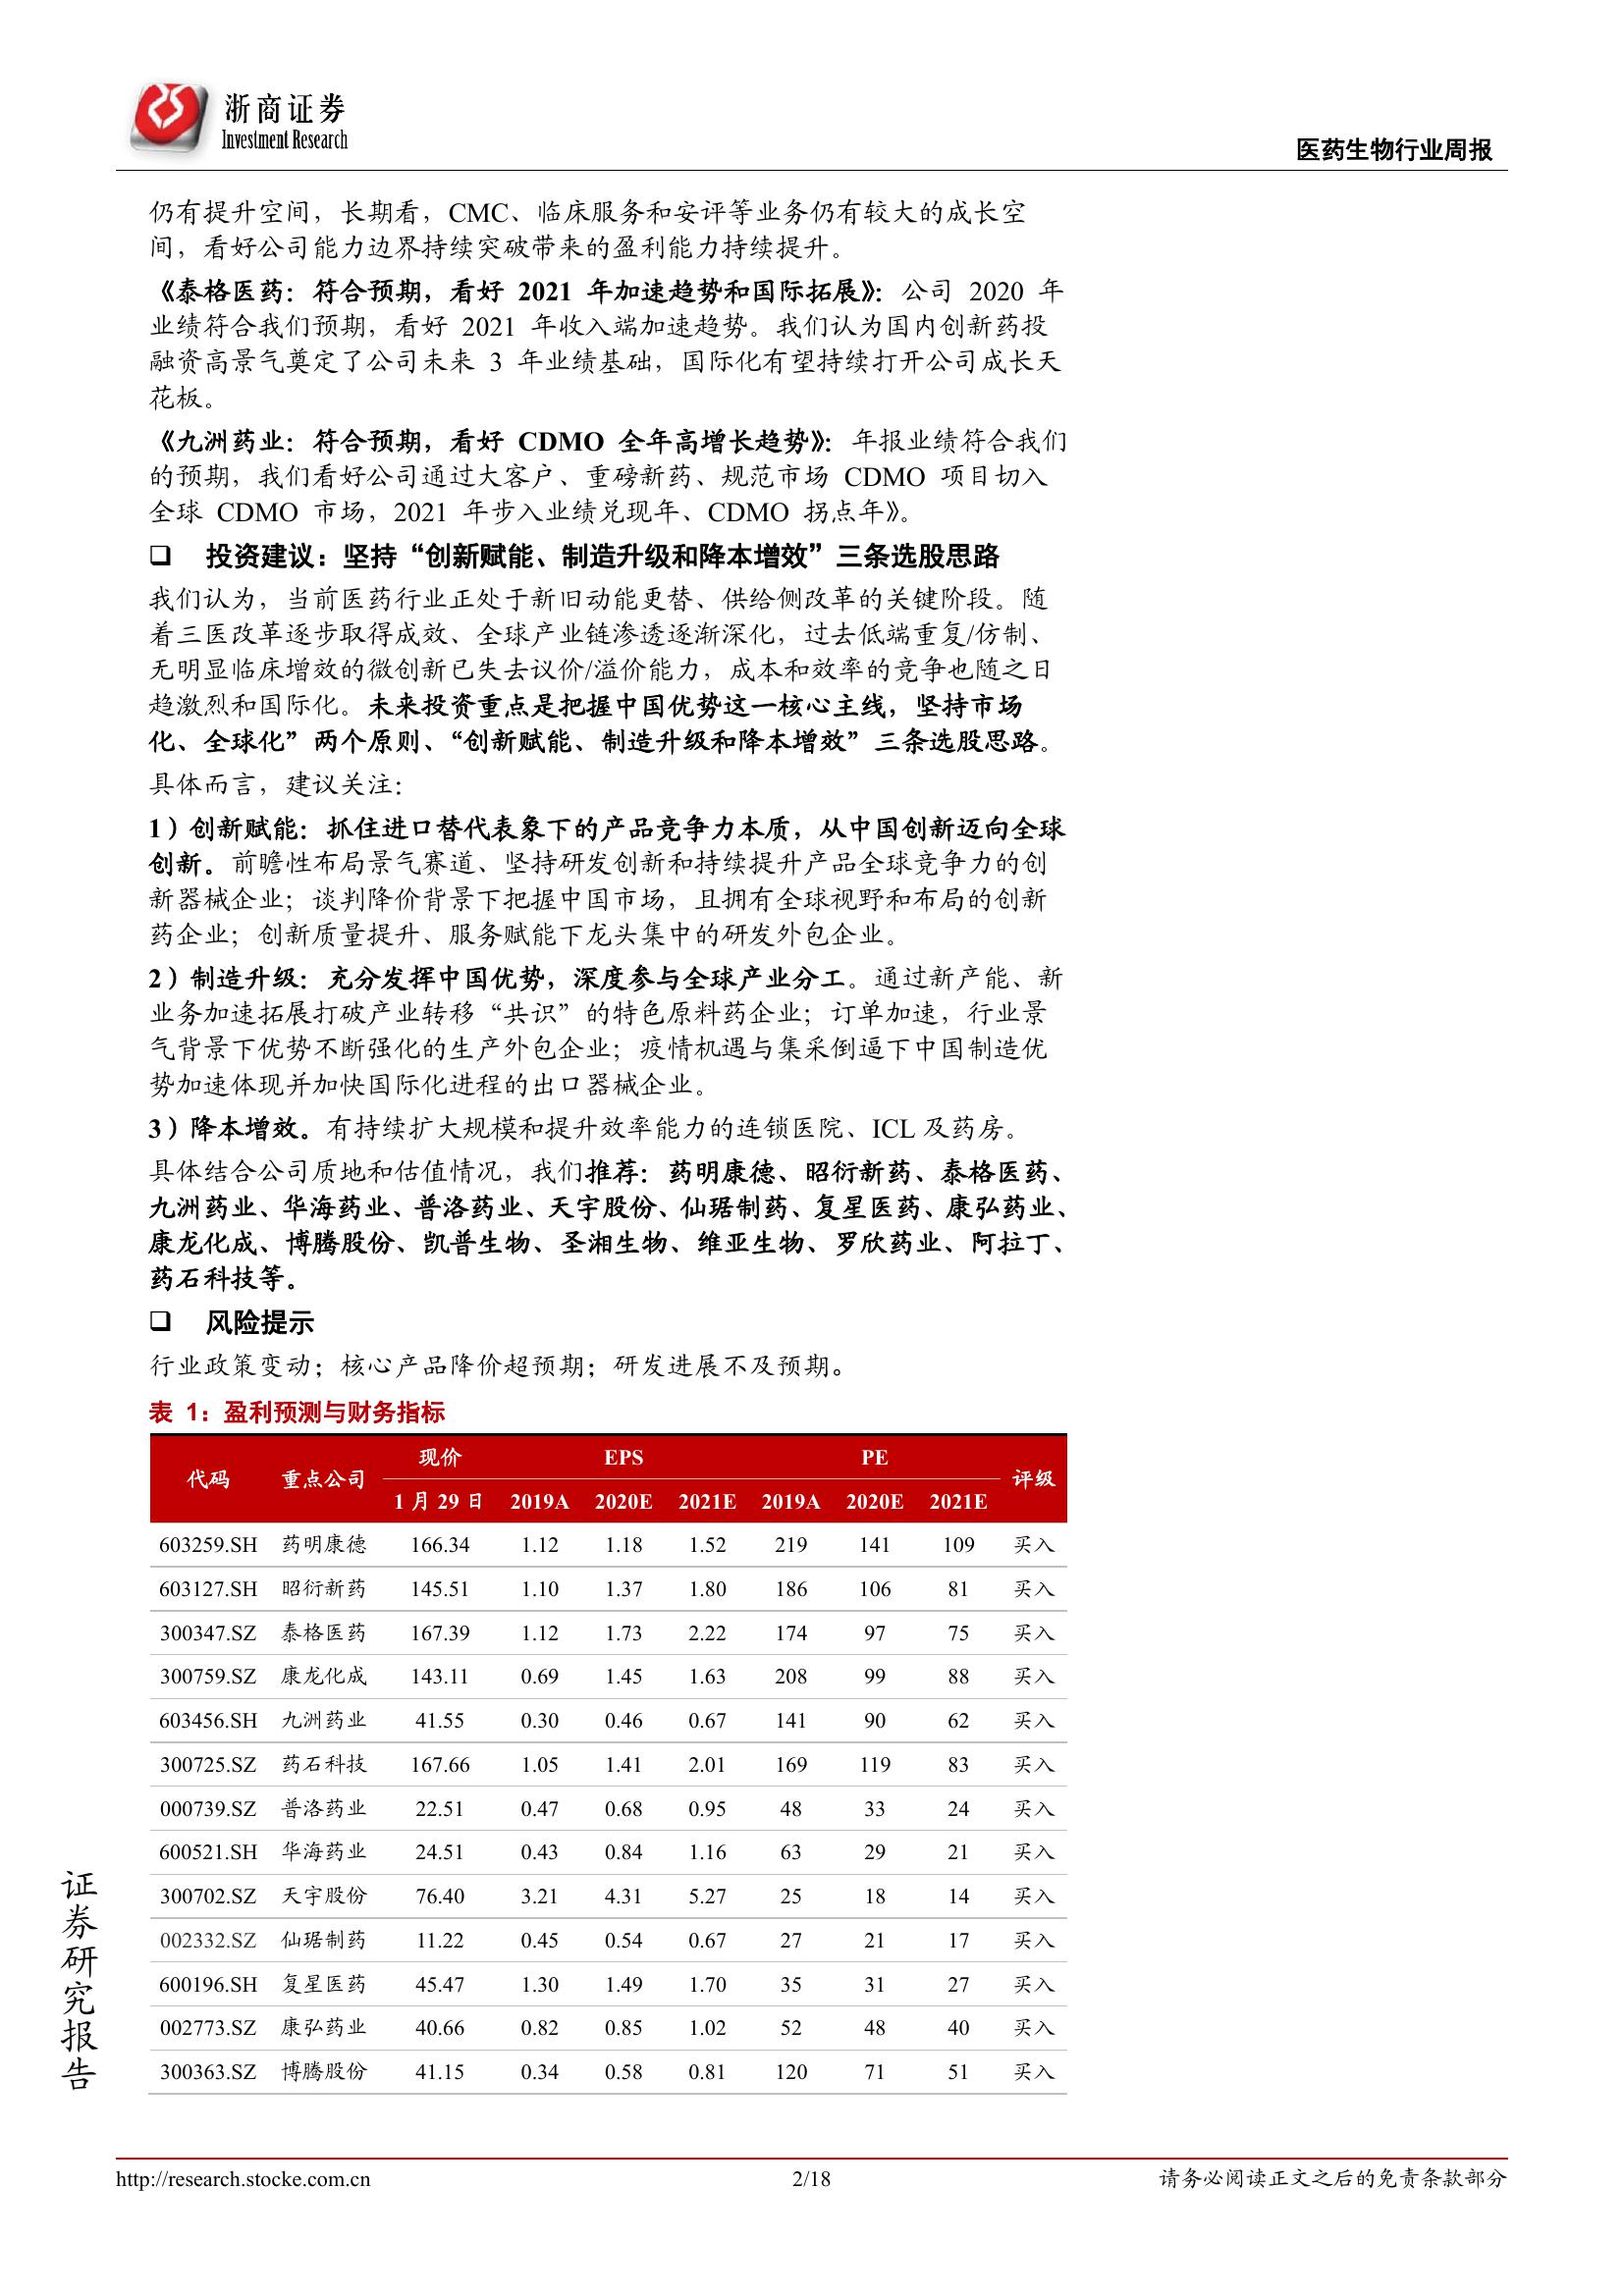 浙商证券
Investment Research
医药生物行业周报
仍有提升空间，长期看，CMC、临床服务和安评等业务仍有较大的成长空
间，看好公司能力边界持续突破带来的盈利能力持续提升。
《泰格医药：符合预期，看好 2021 年加速趋势和国际拓展》：公司 2020 年
业绩符合我们预期，看好 2021 年收入端加速趋势。我们认为国内创新药投
融资高景气奠定了公司未来 3 年业绩基础，国际化有望持续打开公司成长天
花板。
《九洲药业：符合预期，看好 CDMO 全年高增长趋势》：年报业绩符合我们
的预期，我们看好公司通过大客户、重磅新药、规范市场 CDMO 项目切入
全球 CDMO 市场，2021 年步入业绩兑现年、CDMO 拐点年》。
❑ 投资建议：坚持“创新赋能、制造升级和降本增效”三条选股思路
我们认为，当前医药行业正处于新旧动能更替、供给侧改革的关键阶段。随
着三医改革逐步取得成效、全球产业链渗透逐渐深化，过去低端重复/仿制、
无明显临床增效的微创新已失去议价/溢价能力，成本和效率的竞争也随之日
趋激烈和国际化。未来投资重点是把握中国优势这一核心主线，坚持市场
化、全球化”两个原则、“创新赋能、制造升级和降本增效”三条选股思路。
具体而言，建议关注：
1）创新赋能：抓住进口替代表象下的产品竞争力本质，从中国创新迈向全球
创新。前瞻性布局景气赛道、坚持研发创新和持续提升产品全球竞争力的创
新器械企业；谈判降价背景下把握中国市场，且拥有全球视野和布局的创新
药企业；创新质量提升、服务赋能下龙头集中的研发外包企业。
2）制造升级：充分发挥中国优势，深度参与全球产业分工。通过新产能、新
业务加速拓展打破产业转移“共识”的特色原料药企业；订单加速，行业景
气背景下优势不断强化的生产外包企业；疫情机遇与集采倒逼下中国制造优
势加速体现并加快国际化进程的出口器械企业。
3）降本增效。有持续扩大规模和提升效率能力的连锁医院、ICL 及药房。
具体结合公司质地和估值情况，我们推荐：药明康德、昭衍新药、泰格医药、
九洲药业、华海药业、普洛药业、天宇股份、仙琚制药、复星医药、康弘药业、
康龙化成、博腾股份、凯普生物、圣湘生物、维亚生物、罗欣药业、阿拉丁、
药石科技等。
❑ 风险提示
行业政策变动；核心产品降价超预期；研发进展不及预期。
表 1：盈利预测与财务指标
代码 重点公司 现价 EPS PE 评级
1 月 29 日 2019A 2020E 2021E 2019A 2020E 2021E
603259.SH 药明康德 166.34 1.12 1.18 1.52 219 141 109 买入
603127.SH 昭衍新药 145.51 1.10 1.37 1.80 186 106 81 买入
300347.SZ 泰格医药 167.39 1.12 1.73 2.22 174 97 75 买入
300759.SZ 康龙化成 143.11 0.69 1.45 1.63 208 99 88 买入
603456.SH 九洲药业 41.55 0.30 0.46 0.67 141 90 62 买入
300725.SZ 药石科技 167.66 1.05 1.41 2.01 169 119 83 买入
000739.SZ 普洛药业 22.51 0.47 0.68 0.95 48 33 24 买入
600521.SH 华海药业 24.51 0.43 0.84 1.16 63 29 21 买入
300702.SZ 天宇股份 76.40 3.21 4.31 5.27 25 18 14 买入
002332.SZ 仙琚制药 11.22 0.45 0.54 0.67 27 21 17 买入
600196.SH 复星医药 45.47 1.30 1.49 1.70 35 31 27 买入
002773.SZ 康弘药业 40.66 0.82 0.85 1.02 52 48 40 买入
300363.SZ 博腾股份 41.15 0.34 0.58 0.81 120 71 51 买入
证券研究报告
http://research.stocke.com.cn 2/18 请务必阅读正文之后的免责条款部分